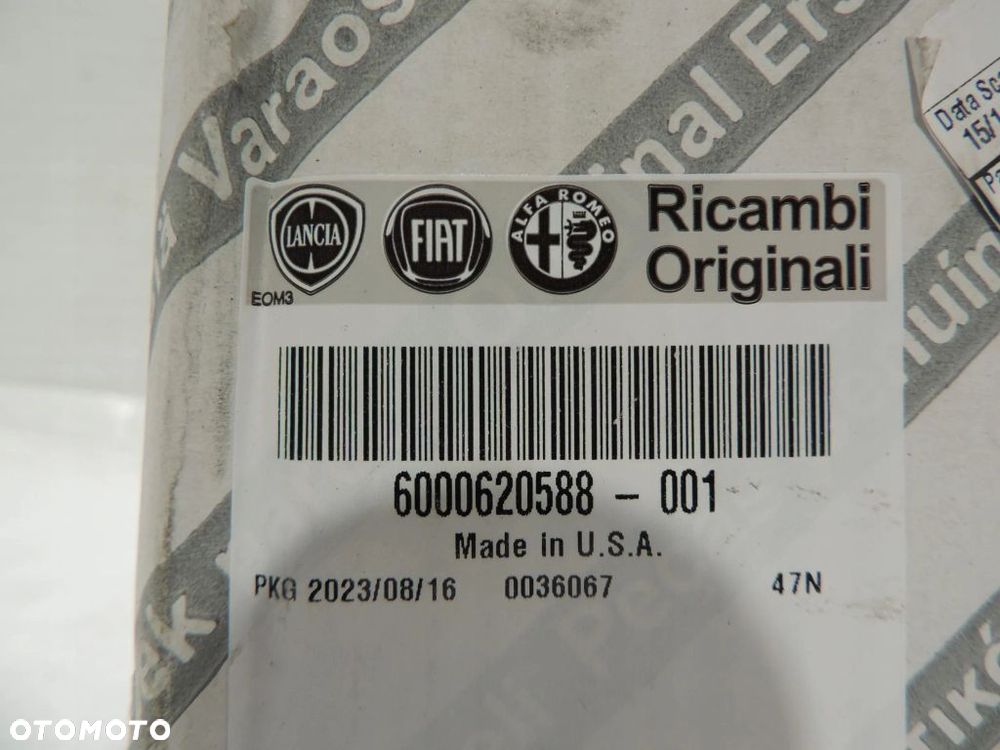 Varaos
inal Ers
Data Sc
15/1
LANCIA
FIAT
ALFA ROMEO
Ricambi
Originali
EOM3
6000620588 - 001
Made in U.S.A.
PKG 2023/08/16 0036067 47N
OTOMOTO